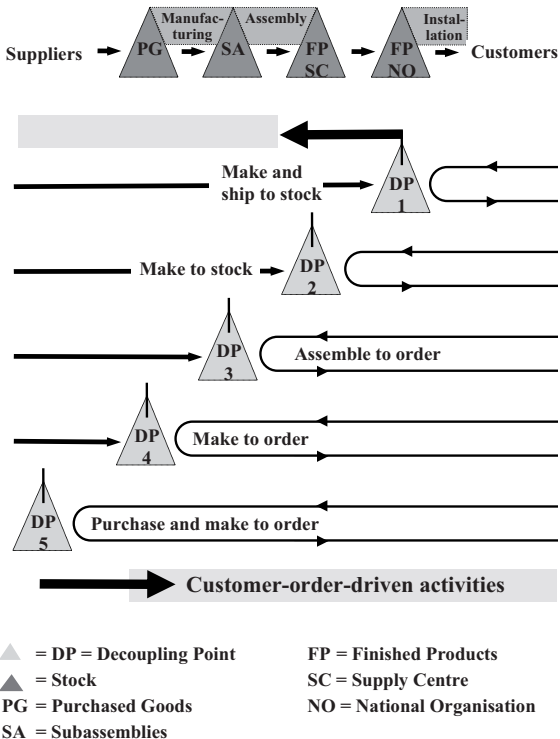 Manufac-
turing
Assembly
Instal-
lation
Suppliers
PG
SA
FP
SC
FP
NO
Customers
Make and
ship to stock
DP
1
Make to stock
DP
2
DP
3
Assemble to order
DP
4
Make to order
DP
5
Purchase and make to order
Customer-order-driven activities
= DP = Decoupling Point
= Stock
PG = Purchased Goods
SA = Subassemblies
FP = Finished Products
SC = Supply Centre
NO = National Organisation